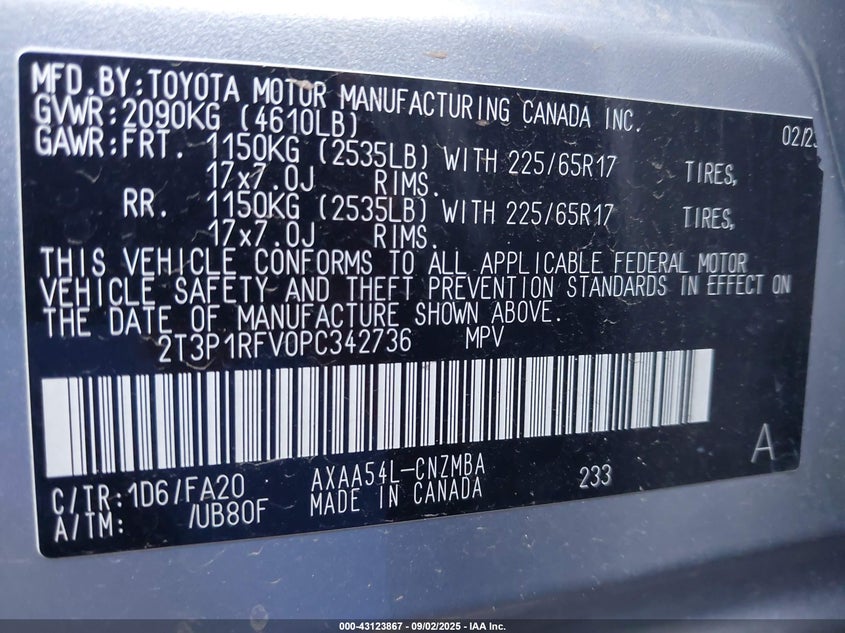 MFD.BY:TOYOTA MOTOR MANUFACTURING CANADA INC.
GVWR:2090KG (4610LB) 02/23
GAWR:FRT. 1150KG (2535LB) WITH 225/65R17 TIRES,
17x7.0J RIMS.
RR. 1150KG (2535LB) WITH 225/65R17 TIRES,
17x7.0J RIMS.
THIS VEHICLE CONFORMS TO ALL APPLICABLE FEDERAL MOTOR
VEHICLE SAFETY AND THEFT PREVENTION STANDARDS IN EFFECT ON
THE DATE OF MANUFACTURE SHOWN ABOVE.
2T3P1RFV0PC342736 MPV
A
C/TR:1D6/FA20 AXAA54L-CNZMBA 233
A/TM: /UB80F MADE IN CANADA
000-43123867 - 09/02/2025 - IAA Inc.